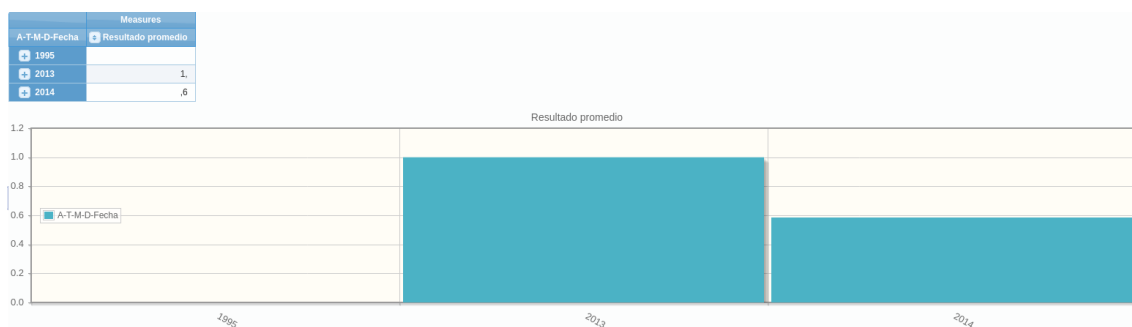 Measures
A-T-M-D-Fecha Resultado promedio
1995
2013 1,
2014 ,6
Resultado promedio
1.2
1.0
0.8
0.6
A-T-M-D-Fecha
0.4
0.2
0.0
1995 2013 2014